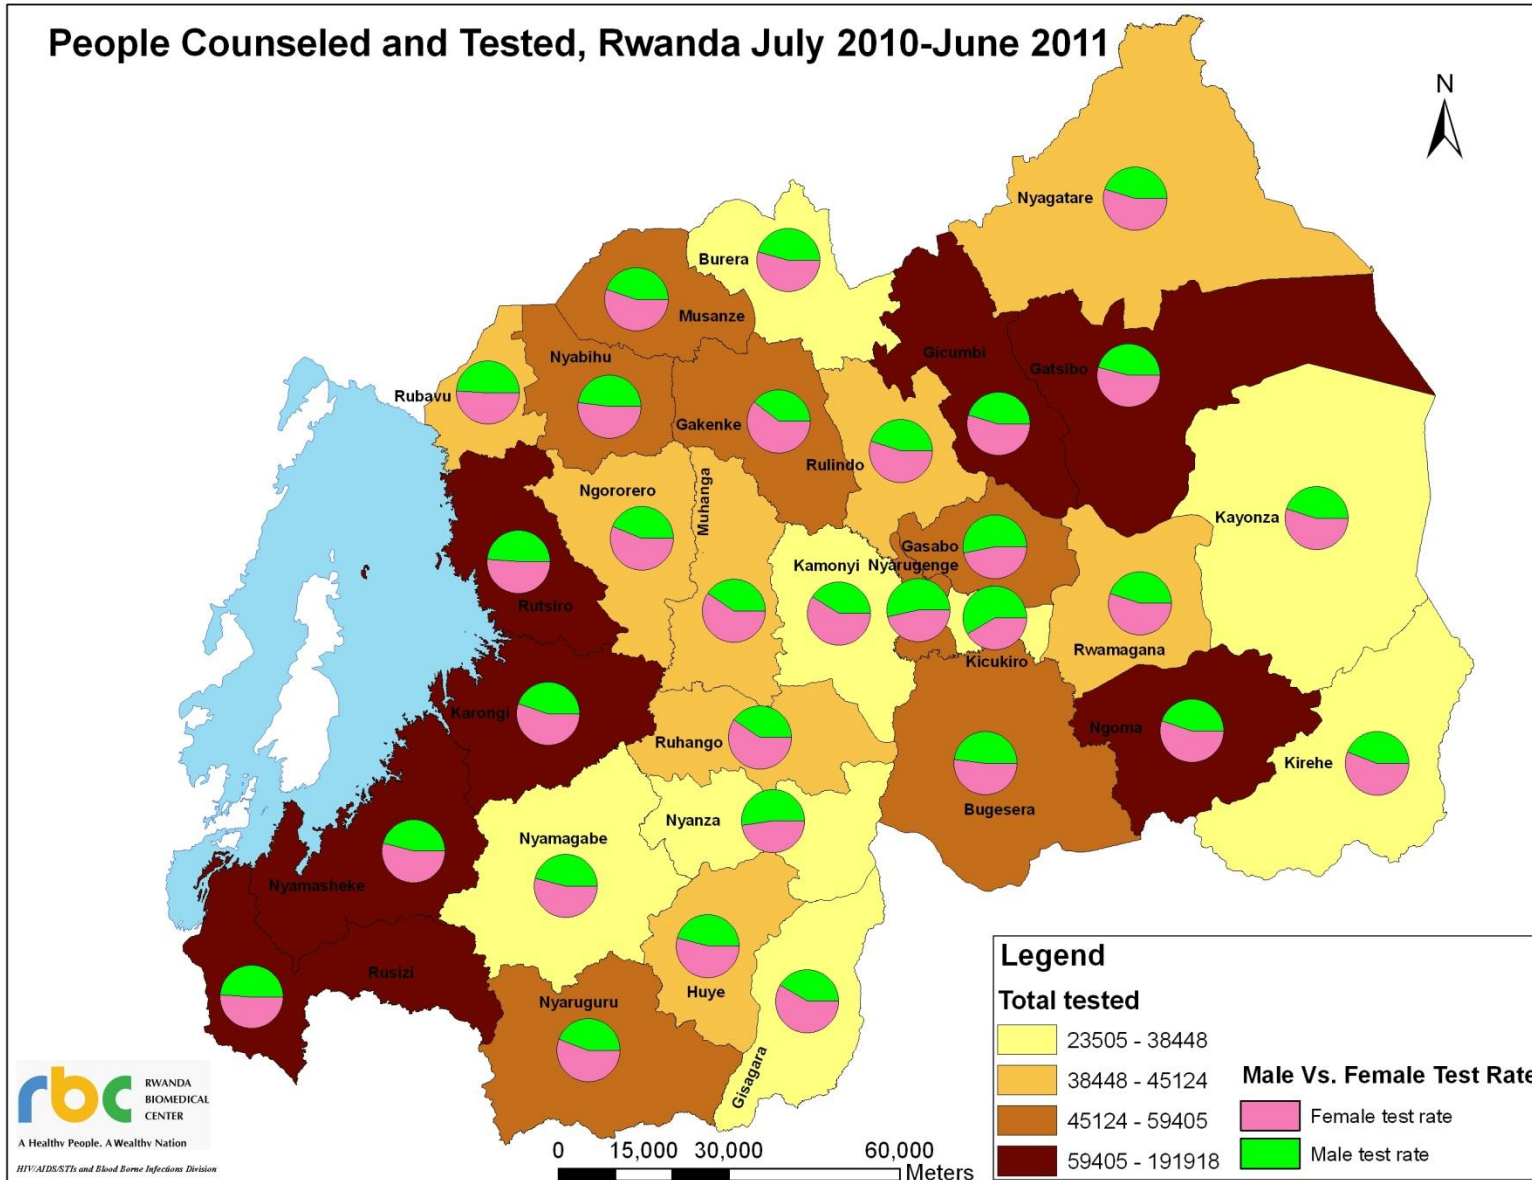 People Counseled and Tested, Rwanda July 2010-June 2011
N
Nyagatare
Burera
Musanze
Gicumbi
Gatsibo
Nyabihu
Rubavu
Gakenke
Rulindo
Ngororero
Muhanga
Kayonza
Gasabo
Kamonyi
Nyarugenge
Rutsiro
Rwamagana
Kicukiro
Karongi
Ngoma
Ruhango
Kirehe
Bugesera
Nyanza
Nyamagabe
Nyamasheke
Rusizi
Huye
Nyaruguru
Gisagara
Legend
Total tested
23505 - 38448
38448 - 45124
45124 - 59405
59405 - 191918
Male Vs. Female Test Rate
Female test rate
Male test rate
rbc
RWANDA
BIOMEDICAL
CENTER
A Healthy People, A Wealthy Nation
HIV/AIDS/STIs and Blood Borne Infections Division
0 15,000 30,000 60,000
Meters